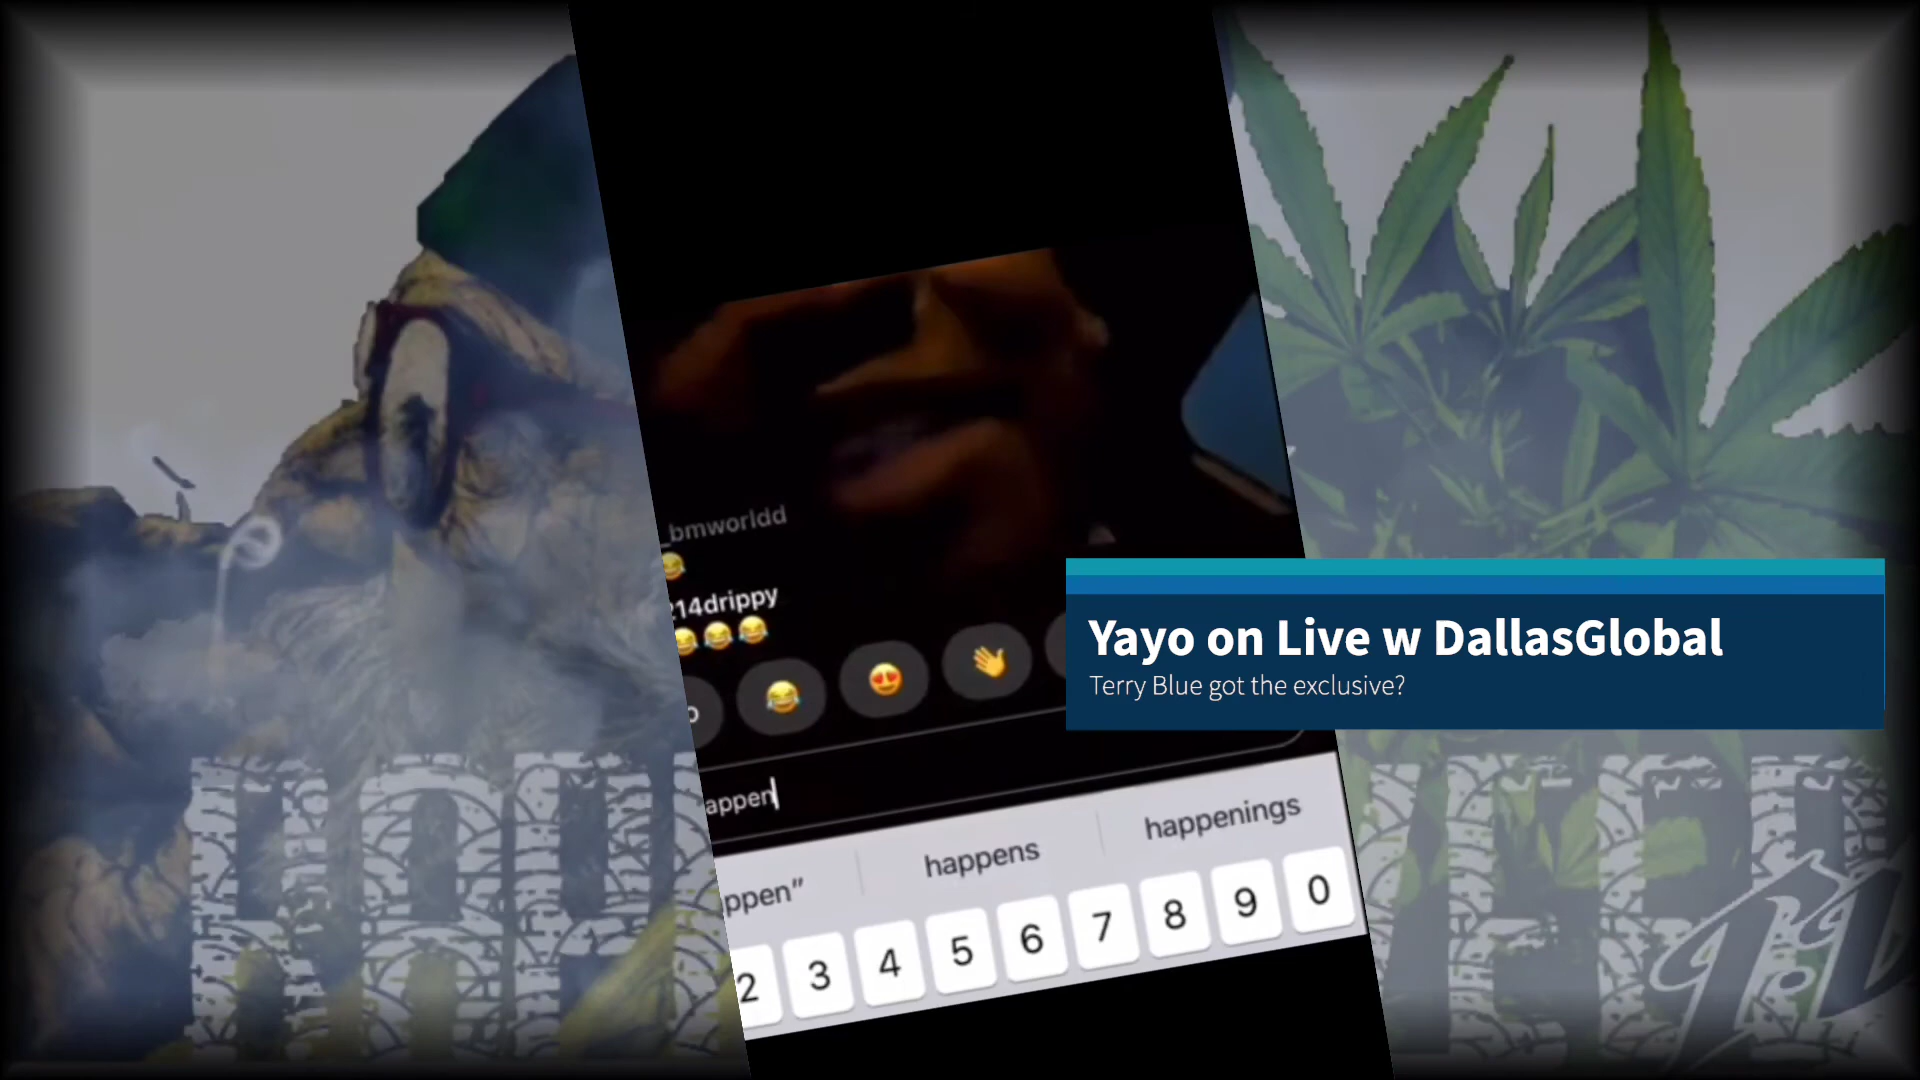 _bmworldd
😂
214drippy
😂😂😂
😂 😍 👋
Yayo on Live w DallasGlobal
Terry Blue got the exclusive?
appen
ppen” happens happenings
2 3 4 5 6 7 8 9 0